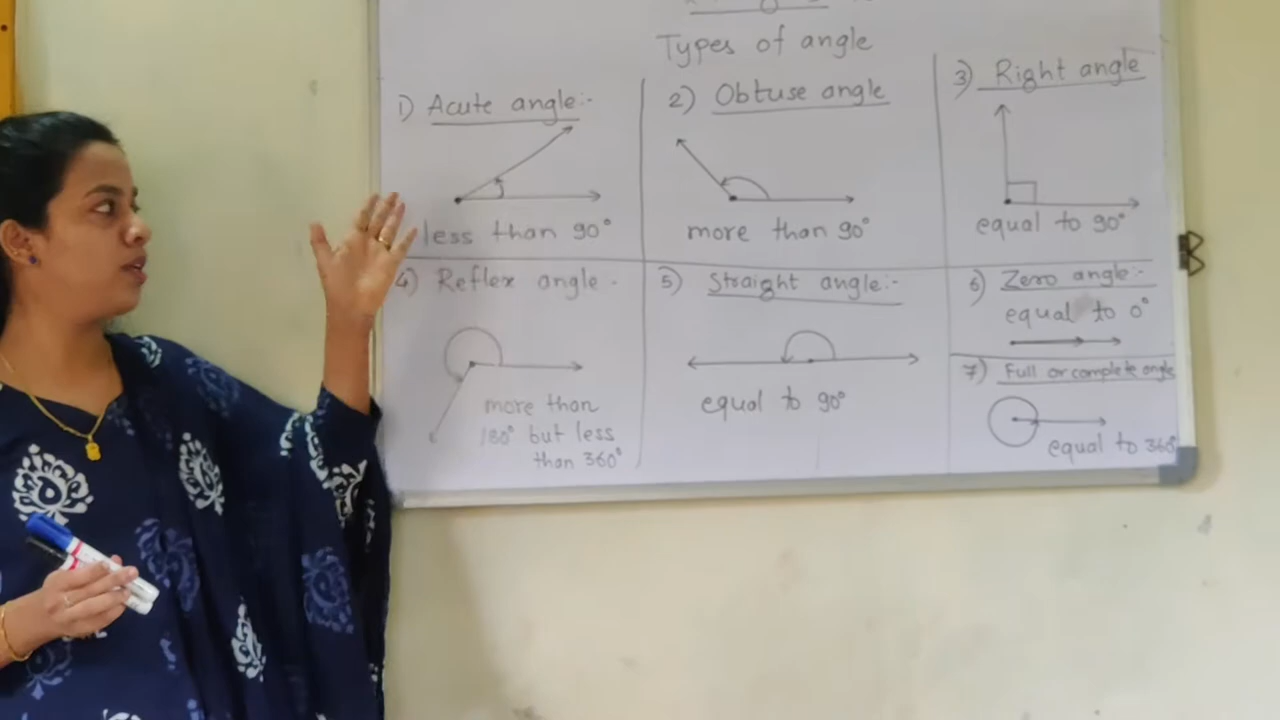 Types of angle
1) Acute angle:-
less than 90°
2) Obtuse angle
more than 90°
3) Right angle
equal to 90°
4) Reflex angle -
more than
180° but less
than 360°
5) Straight angle:-
equal to 90°
6) Zero angle:-
equal to 0°
7) Full or complete angle
equal to 360°